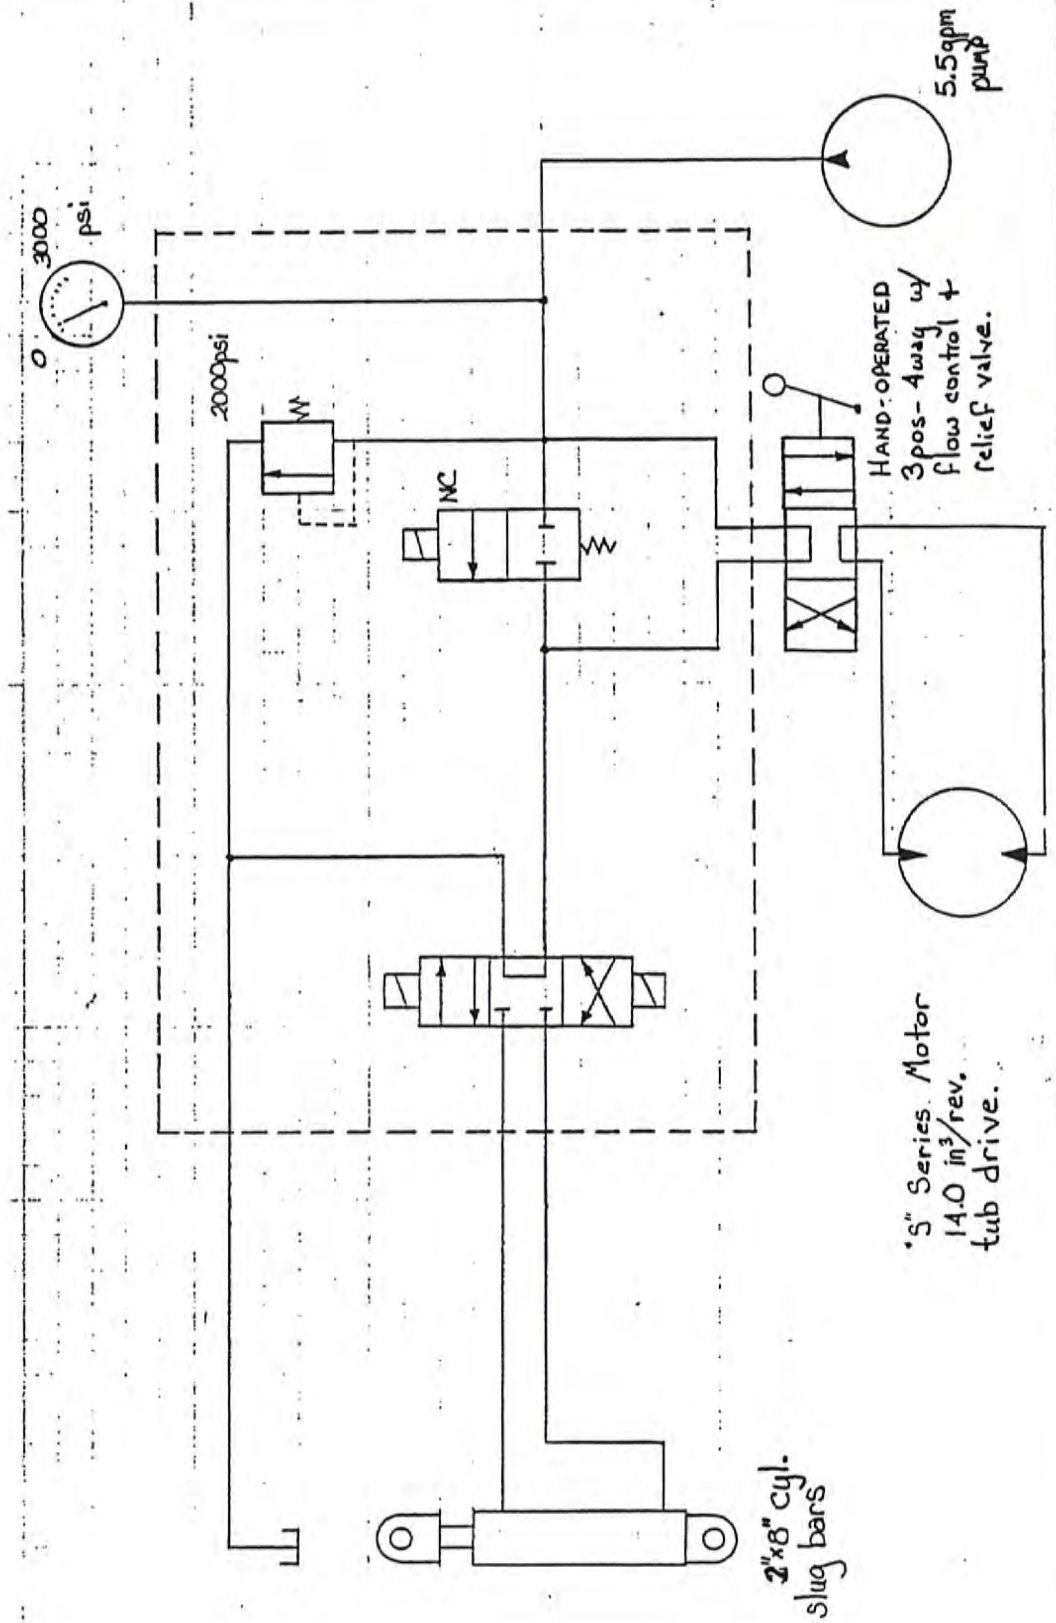 0 3000
psi
2000psi
NC
5.5gpm
pump
HAND-OPERATED
3pos- 4way w/
flow control +
relief valve.
"S" Series Motor
14.0 in³/rev.
tub drive.
2"x8" Cyl.
slug bars